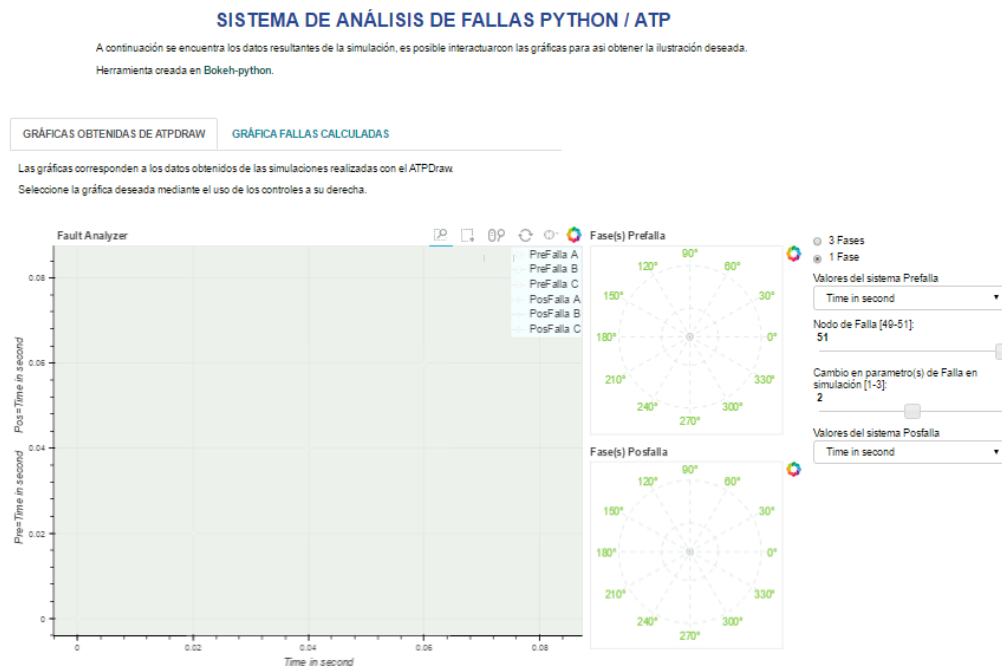 SISTEMA DE ANÁLISIS DE FALLAS PYTHON / ATP
A continuación se encuentra los datos resultantes de la simulación, es posible interactuarcon las gráficas para asi obtener la ilustración deseada.
Herramienta creada en Bokeh-python.
GRÁFICAS OBTENIDAS DE ATPDRAW
GRÁFICA FALLAS CALCULADAS
Las gráficas corresponden a los datos obtenidos de las simulaciones realizadas con el ATPDraw.
Seleccione la gráfica deseada mediante el uso de los controles a su derecha.
Fault Analyzer
PreFalla A
PreFalla B
PreFalla C
PosFalla A
PosFalla B
PosFalla C
0.08
0.06
0.04
0.02
0
Pre=Time in second Pos=Time in second
0
0.02
0.04
0.06
0.08
Time in second
Fase(s) Prefalla
90°
120°
60°
150°
30°
180°
0°
210°
330°
240°
300°
270°
Fase(s) Posfalla
90°
120°
60°
150°
30°
180°
0°
210°
330°
240°
300°
270°
3 Fases
1 Fase
Valores del sistema Prefalla
Time in second
Nodo de Falla [49-51]:
51
Cambio en parametro(s) de Falla en
simulación [1-3]:
2
Valores del sistema Posfalla
Time in second